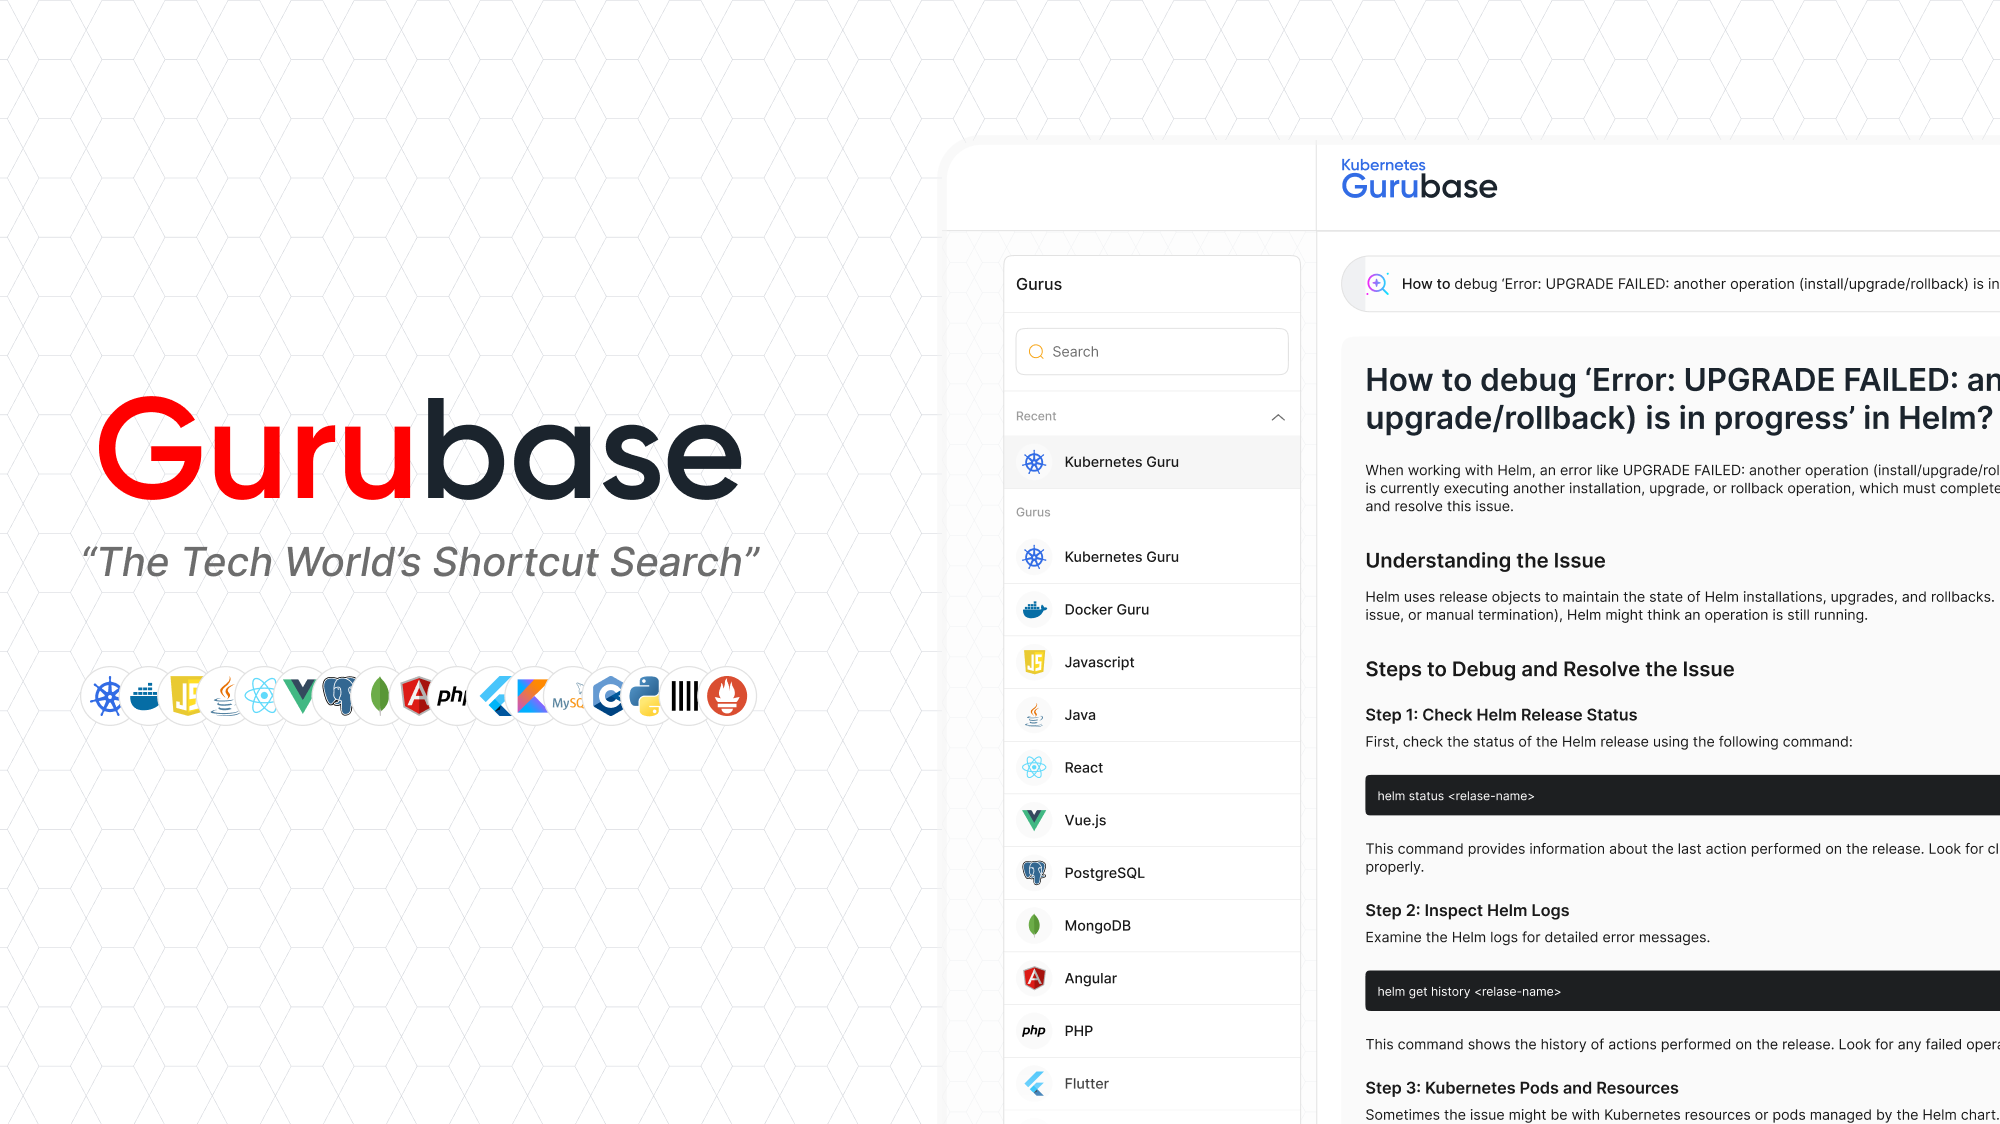 Gurubase
“The Tech World’s Shortcut Search”
JS
php
MySQL
C
Kubernetes
Gurubase
Gurus
Search
Recent
Kubernetes Guru
Gurus
Kubernetes Guru
Docker Guru
JS Javascript
Java
React
Vue.js
PostgreSQL
MongoDB
Angular
php PHP
Flutter
How to debug ‘Error: UPGRADE FAILED: another operation (install/upgrade/rollback) is in
How to debug ‘Error: UPGRADE FAILED: an
upgrade/rollback) is in progress’ in Helm?
When working with Helm, an error like UPGRADE FAILED: another operation (install/upgrade/rol
is currently executing another installation, upgrade, or rollback operation, which must complete
and resolve this issue.
Understanding the Issue
Helm uses release objects to maintain the state of Helm installations, upgrades, and rollbacks.
issue, or manual termination), Helm might think an operation is still running.
Steps to Debug and Resolve the Issue
Step 1: Check Helm Release Status
First, check the status of the Helm release using the following command:
helm status <relase-name>
This command provides information about the last action performed on the release. Look for cl
properly.
Step 2: Inspect Helm Logs
Examine the Helm logs for detailed error messages.
helm get history <relase-name>
This command shows the history of actions performed on the release. Look for any failed opera
Step 3: Kubernetes Pods and Resources
Sometimes the issue might be with Kubernetes resources or pods managed by the Helm chart.